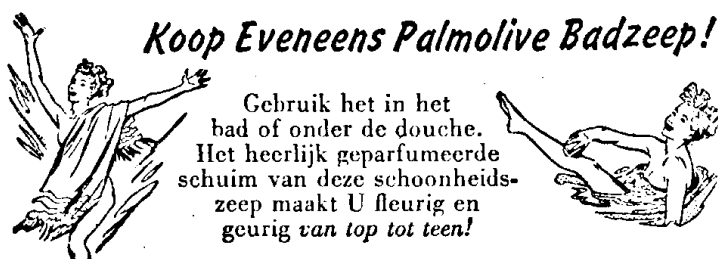 Koop Eveneens Palmolive Badzeep!
Gebruik het in het
bad of onder de douche.
Het heerlijk geparfumeerde
schuim van deze schoonheids-
zeep maakt U fleurig en
geurig van top tot teen!